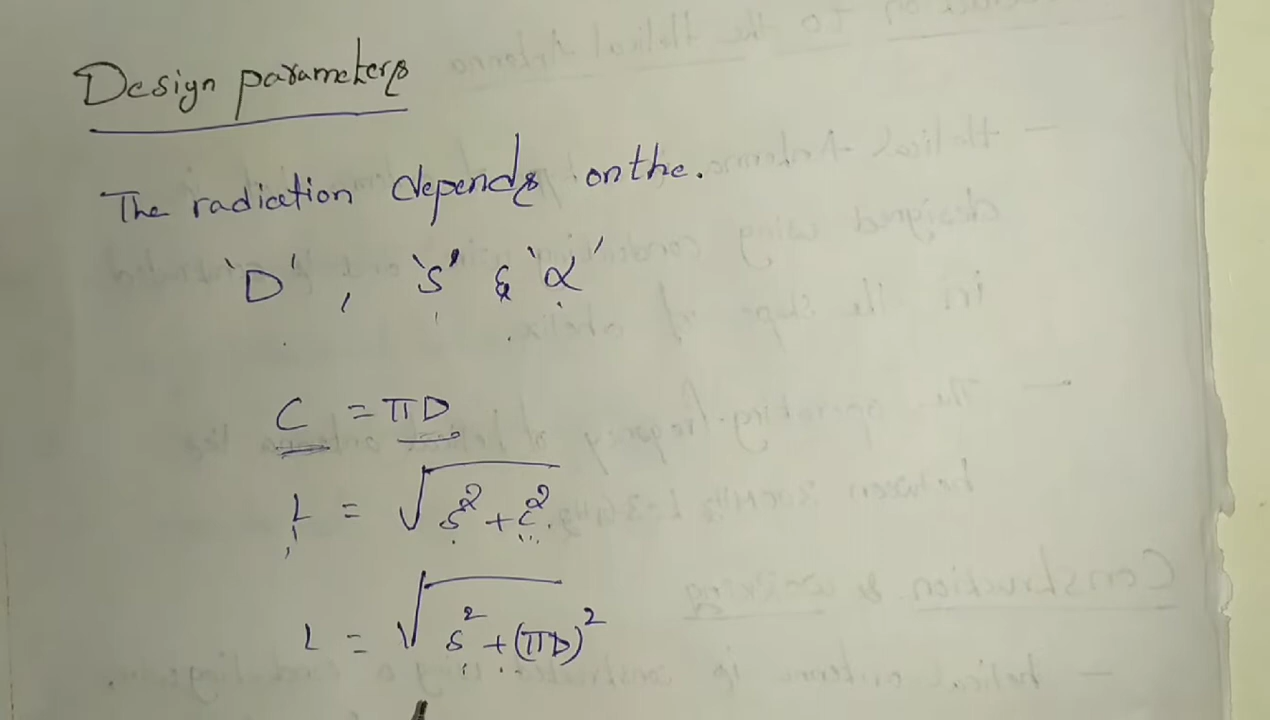 Design parameters
The radiation depends on the.
'D', 'S' & 'α'
C = πD
L = √S²+C².
L = √S²+(πD)²